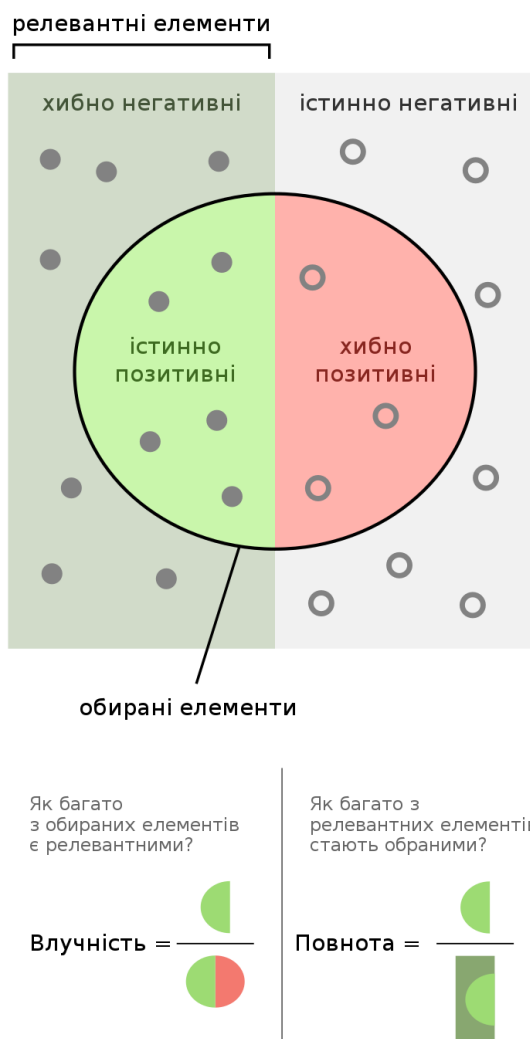 релевантні елементи
хибно негативні
істинно негативні
істинно
позитивні
хибно
позитивні
обирані елементи
Як багато
з обираних елементів
є релевантними?
Як багато з
релевантних елементів
стають обраними?
Влучність =
Повнота =